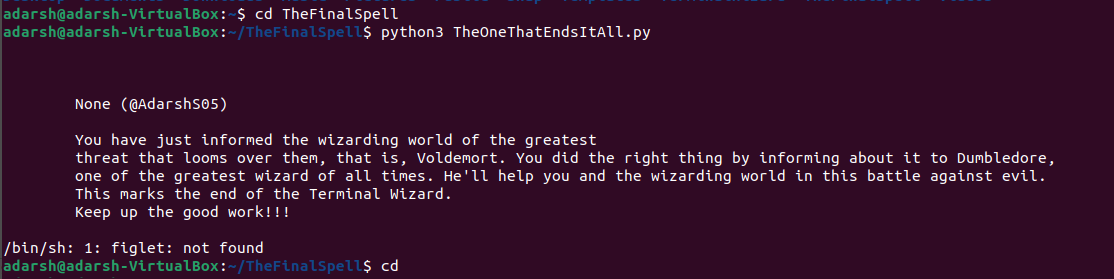 adarsh@adarsh-VirtualBox:~$ cd TheFinalSpell
adarsh@adarsh-VirtualBox:~/TheFinalSpell$ python3 TheOneThatEndsItAll.py
None (@AdarshS05)
You have just informed the wizarding world of the greatest
threat that looms over them, that is, Voldemort. You did the right thing by informing about it to Dumbledore,
one of the greatest wizard of all times. He'll help you and the wizarding world in this battle against evil.
This marks the end of the Terminal Wizard.
Keep up the good work!!!
/bin/sh: 1: figlet: not found
adarsh@adarsh-VirtualBox:~/TheFinalSpell$ cd